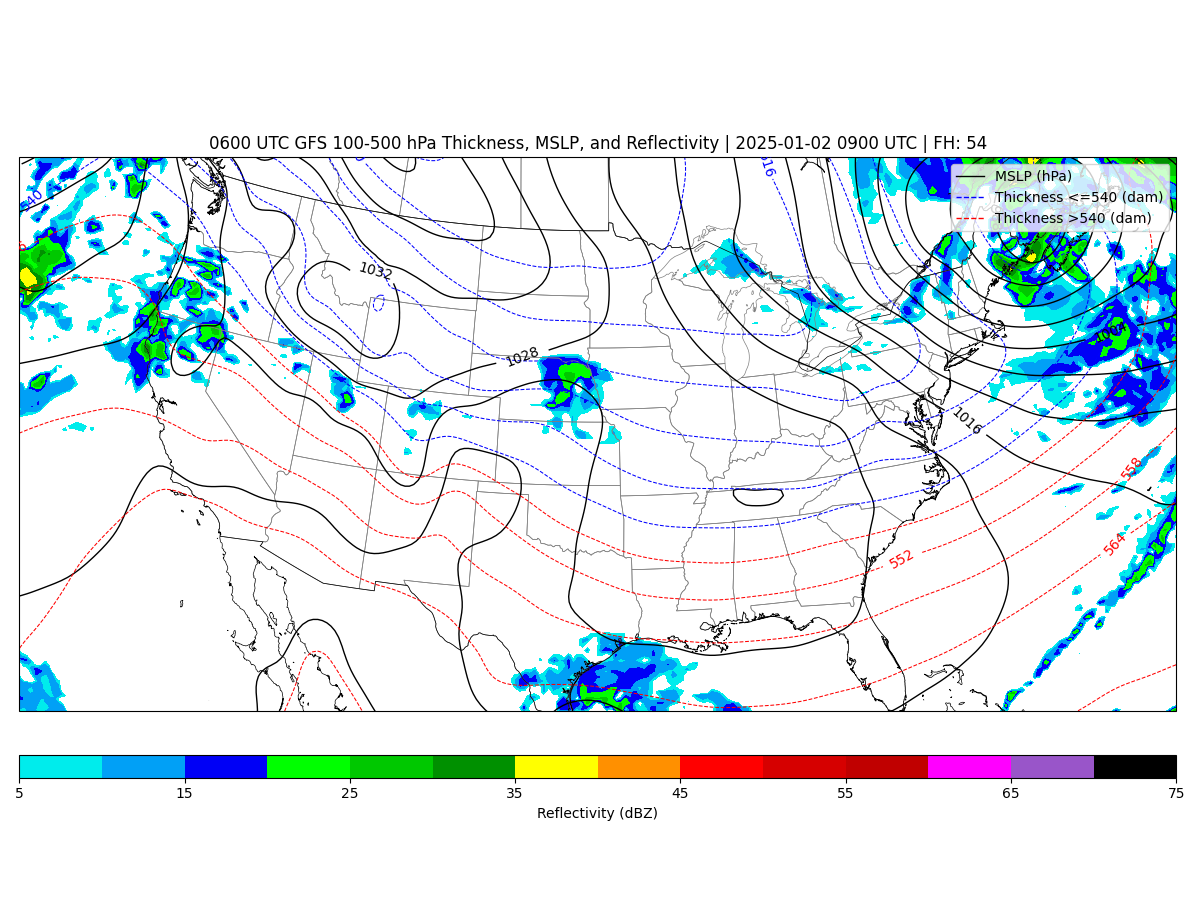 0600 UTC GFS 100-500 hPa Thickness, MSLP, and Reflectivity | 2025-01-02 0900 UTC | FH: 54
MSLP (hPa)
Thickness <=540 (dam)
Thickness >540 (dam)
540
516
1032
1028
1016
558
564
552
5 15 25 35 45 55 65 75
Reflectivity (dBZ)